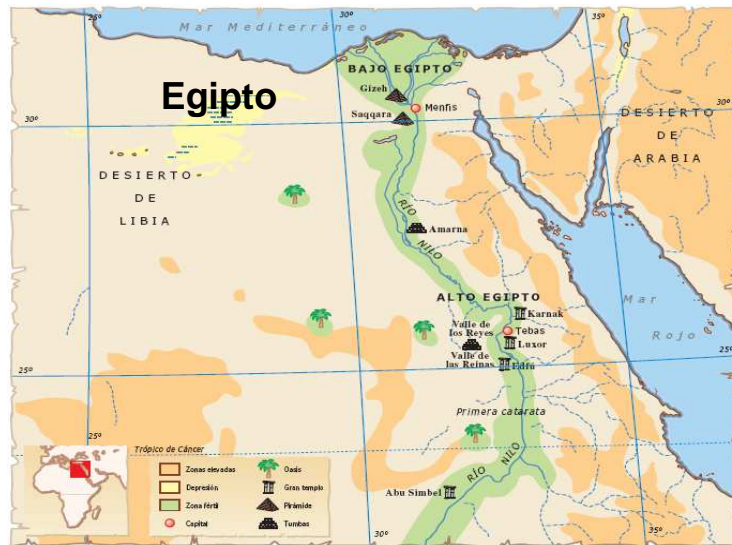 25°
30°
35°
Mar Mediterráneo
BAJO EGIPTO
Egipto
Gizeh
Menfis
Saqqara
30°
30°
DESIERTO
DE
LIBIA
DESIERTO
DE
ARABIA
RÍO
NILO
Amarna
ALTO EGIPTO
Karnak
Valle de
los Reyes
Tebas
Luxor
Valle de
las Reinas
Edfú
Mar
Rojo
25°
25°
Primera catarata
25°
Trópico de Cáncer
RÍO
NILO
Abu Simbel
Zonas elevadas
Depresión
Zona fértil
Capital
Oasis
Gran templo
Pirámide
Tumbas
30°
35°